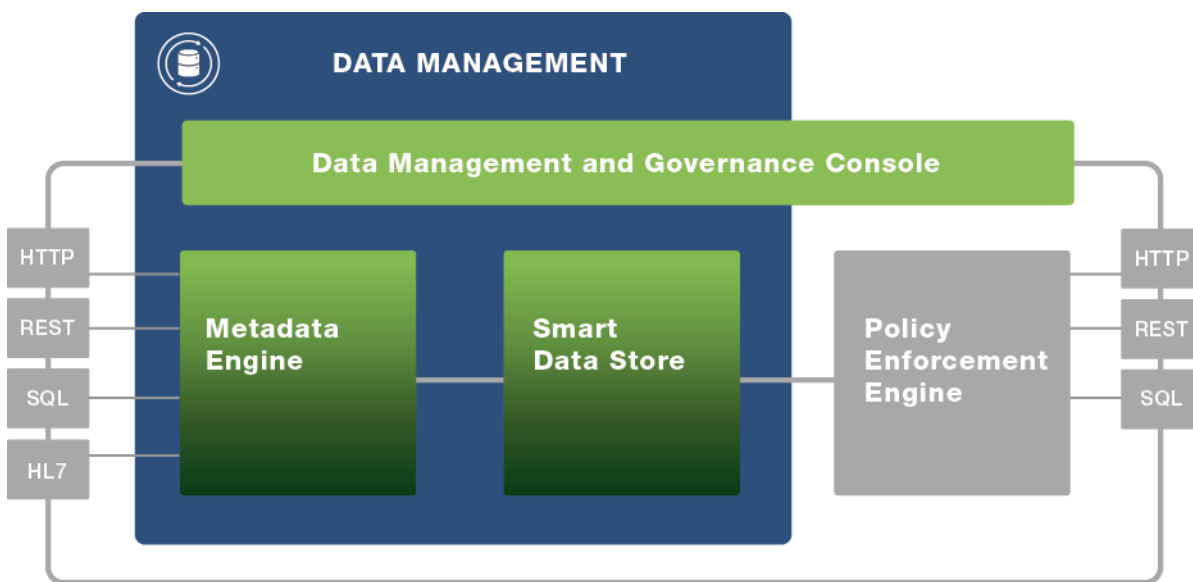 DATA MANAGEMENT
Data Management and Governance Console
HTTP
REST
SQL
HL7
Metadata
Engine
Smart
Data Store
Policy
Enforcement
Engine
HTTP
REST
SQL